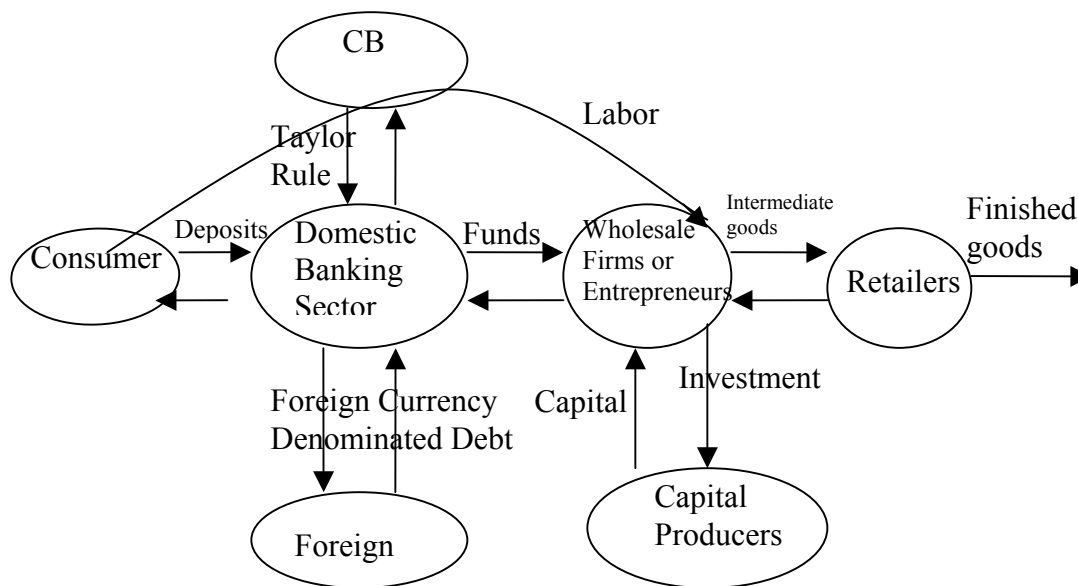 CB
Labor
Taylor
Rule
Consumer
Deposits
Domestic
Banking
Sector
Funds
Wholesale
Firms or
Entrepreneurs
Intermediate
goods
Retailers
Finished
goods
Foreign Currency
Denominated Debt
Capital
Investment
Foreign
Capital
Producers